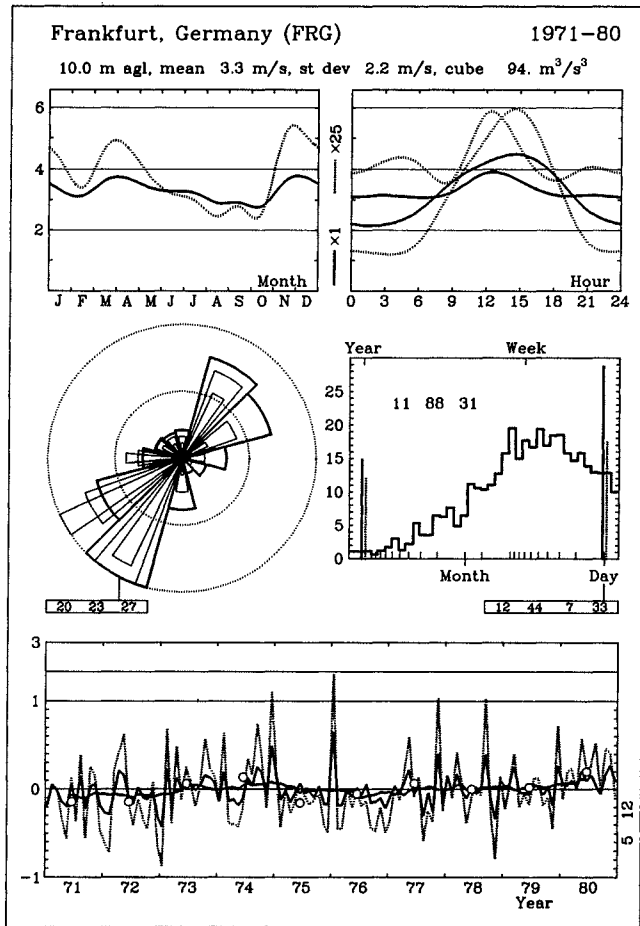 Frankfurt, Germany (FRG) 1971-80
10.0 m agl, mean 3.3 m/s, st dev 2.2 m/s, cube 94. m³/s³
6
4
2
J F M A M J J A S O N D
Month
×1 ×25
0 3 6 9 12 15 18 21 24
Hour
20 23 27
Year Week
30
25
20
15
10
5
0
11 88 31
Month Day
12 44 7 33
3
1
0
-1
71 72 73 74 75 76 77 78 79 80
Year
5 12